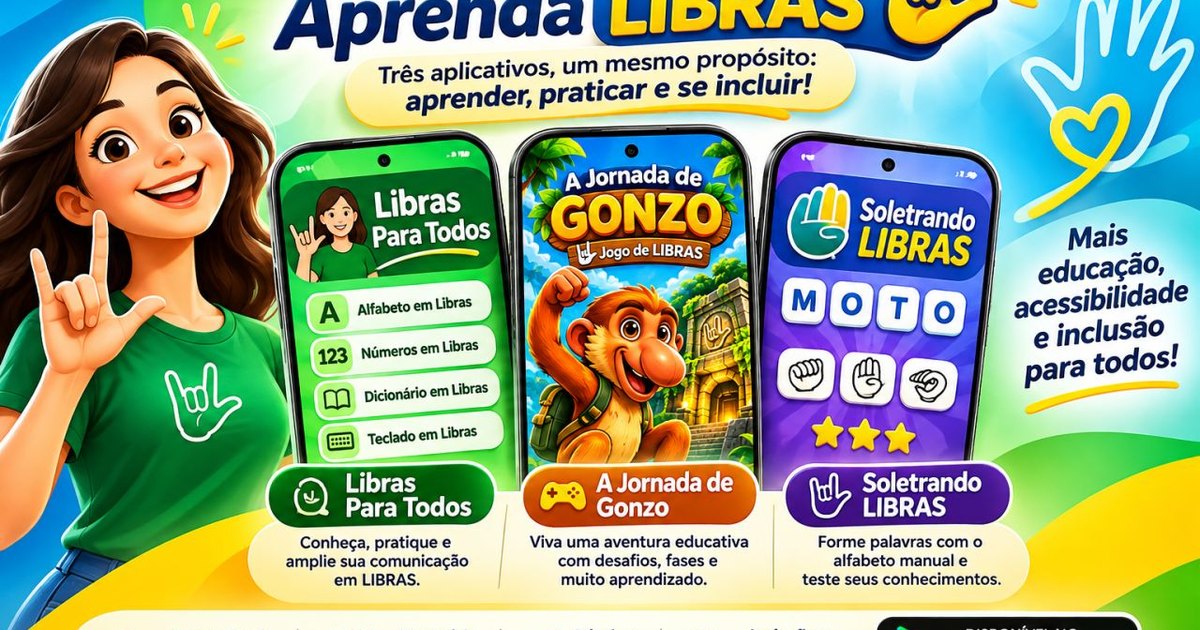 Aprenda LIBRAS
Três aplicativos, um mesmo propósito:
aprender, praticar e se incluir!
Libras
Para Todos
A Alfabeto em Libras
123 Números em Libras
Dicionário em Libras
Teclado em Libras
A Jornada de
GONZO
Jogo de LIBRAS
Soletrando
LIBRAS
M O T O
Mais
educação,
acessibilidade
e inclusão
para todos!
Libras
Para Todos
Conheça, pratique e
amplie sua comunicação
em LIBRAS.
A Jornada de
Gonzo
Viva uma aventura educativa
com desafios, fases e
muito aprendizado.
Soletrando
LIBRAS
Forme palavras com o
alfabeto manual e
teste seus conhecimentos.
DISPONÍVEL NO